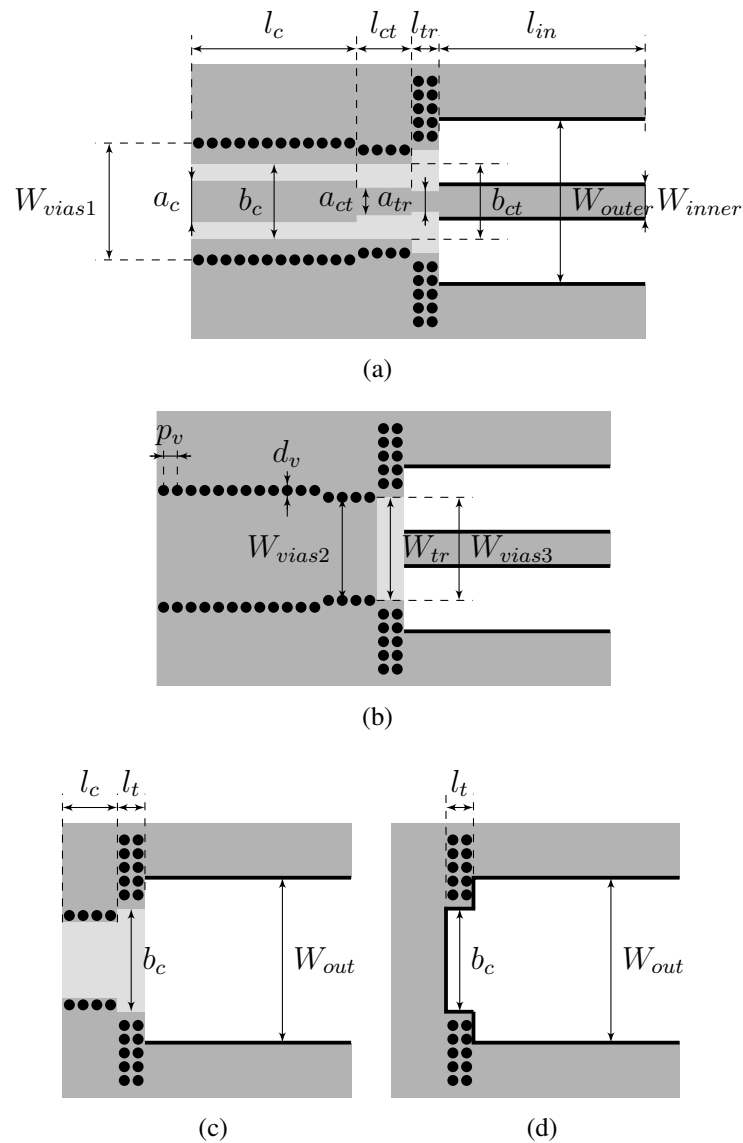 l_c l_ct l_tr l_in
W_vias1 a_c b_c a_ct a_tr b_ct W_outer W_inner
(a)
p_v d_v
W_vias2 W_tr W_vias3
(b)
l_c l_t l_t
b_c W_out b_c W_out
(c) (d)